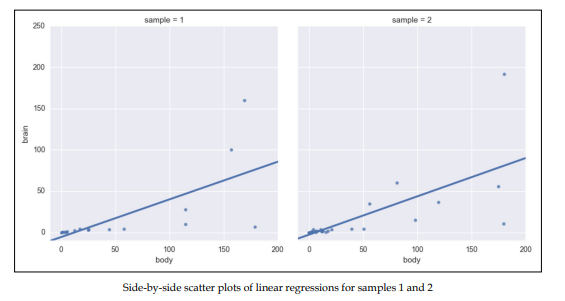 sample = 1
sample = 2
250
200
150
100
50
0
brain
0 50 100 150 200
0 50 100 150 200
body
body
Side-by-side scatter plots of linear regressions for samples 1 and 2